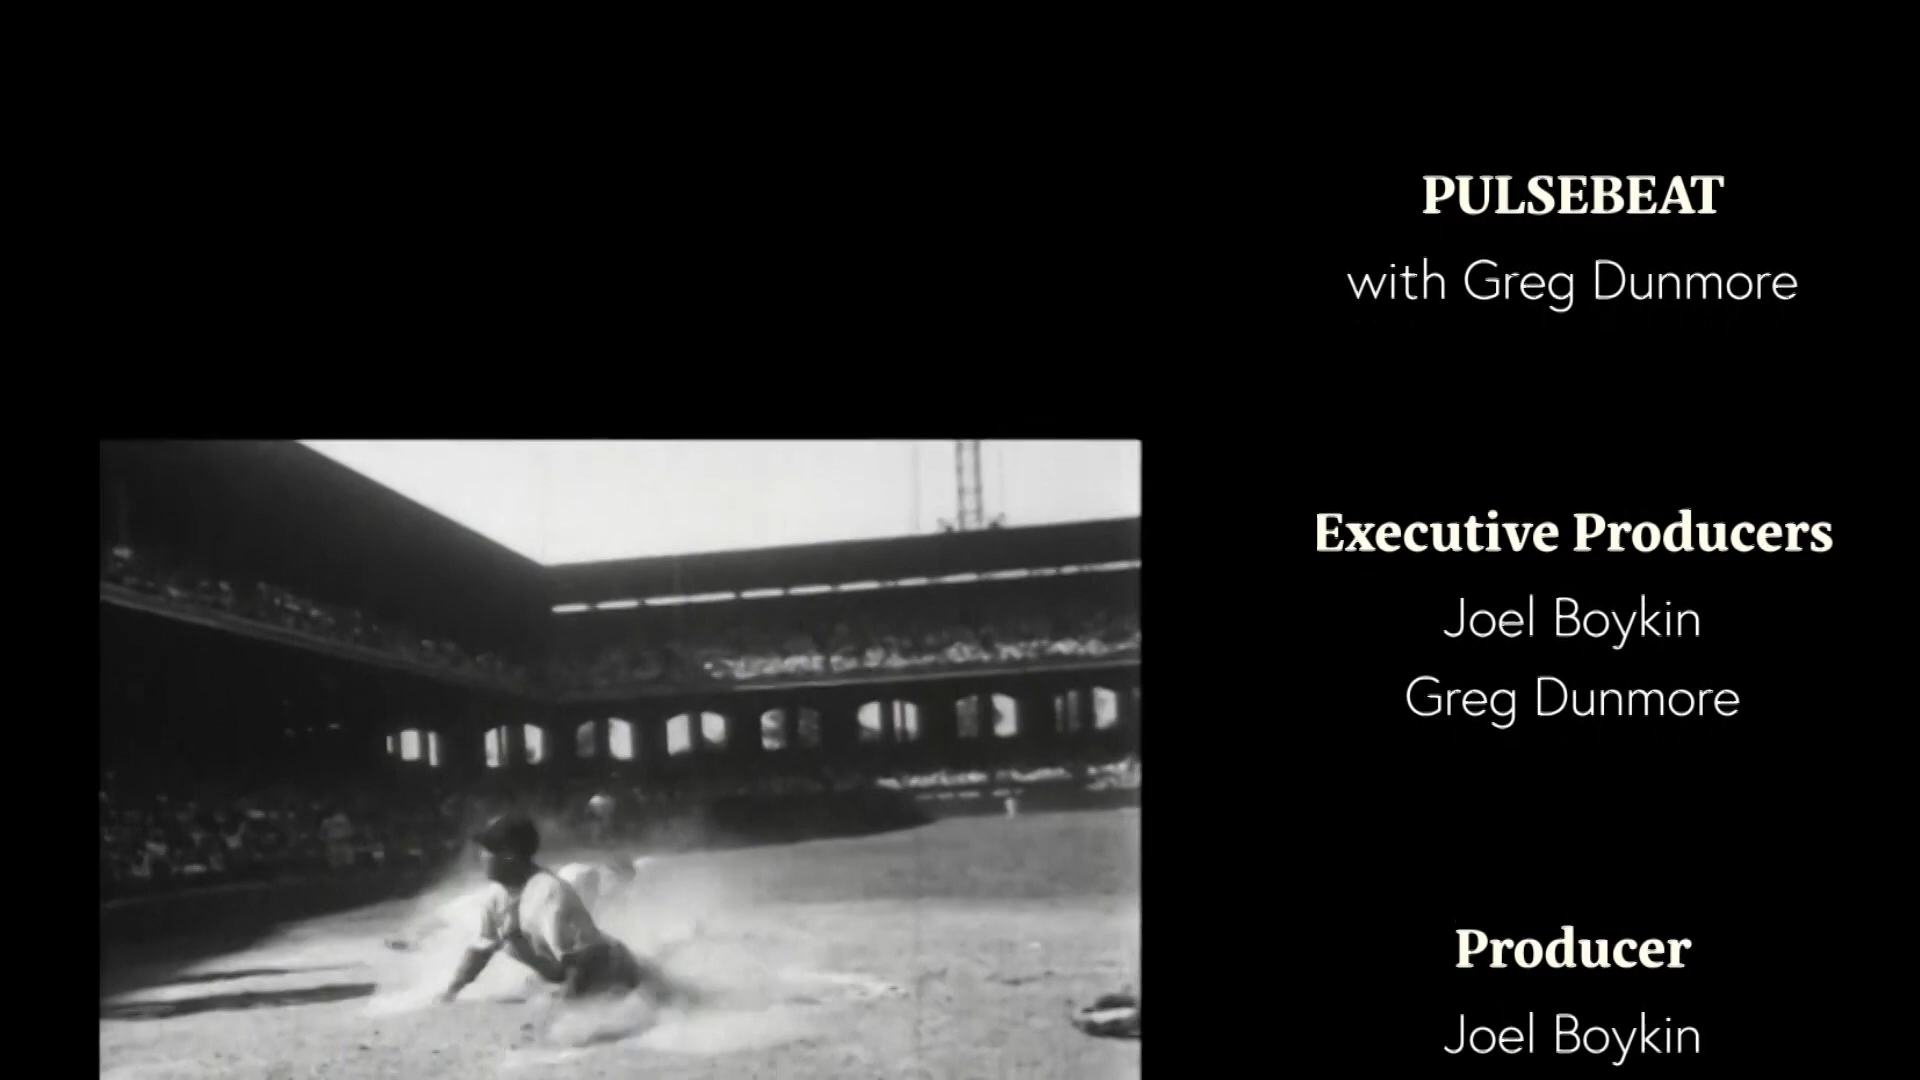 PULSEBEAT
with Greg Dunmore
Executive Producers
Joel Boykin
Greg Dunmore
Producer
Joel Boykin